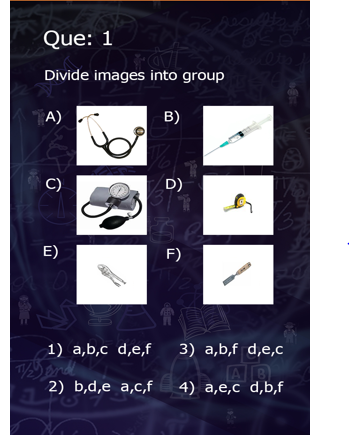 Que: 1
Divide images into group
A) B)
C) D)
E) F)
1) a,b,c d,e,f 3) a,b,f d,e,c
2) b,d,e a,c,f 4) a,e,c d,b,f